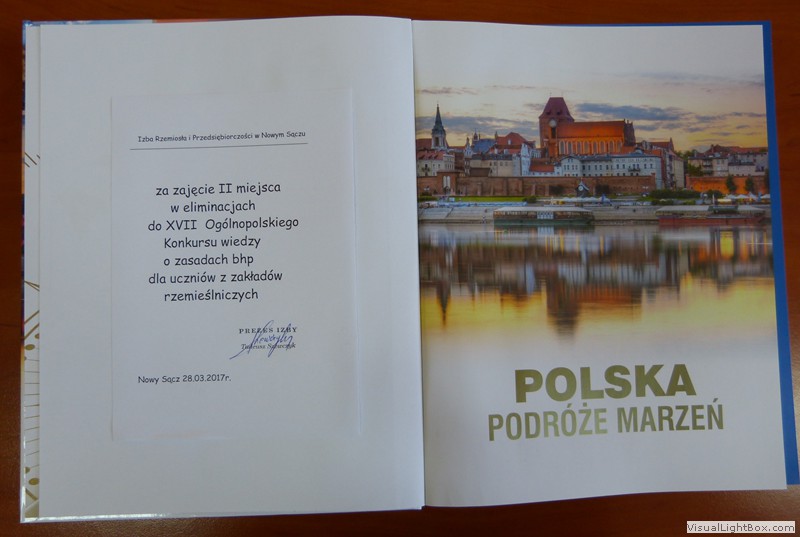 Izba Rzemiosła i Przedsiębiorczości w Nowym Sączu
za zajęcie II miejsca
w eliminacjach
do XVII Ogólnopolskiego
Konkursu wiedzy
o zasadach bhp
dla uczniów z zakładów
rzemieślniczych
PREZES IZBY
Tadeusz
Nowy Sącz 28.03.2017r.
POLSKA
PODRÓŻE MARZEŃ
VisualLightBox.com